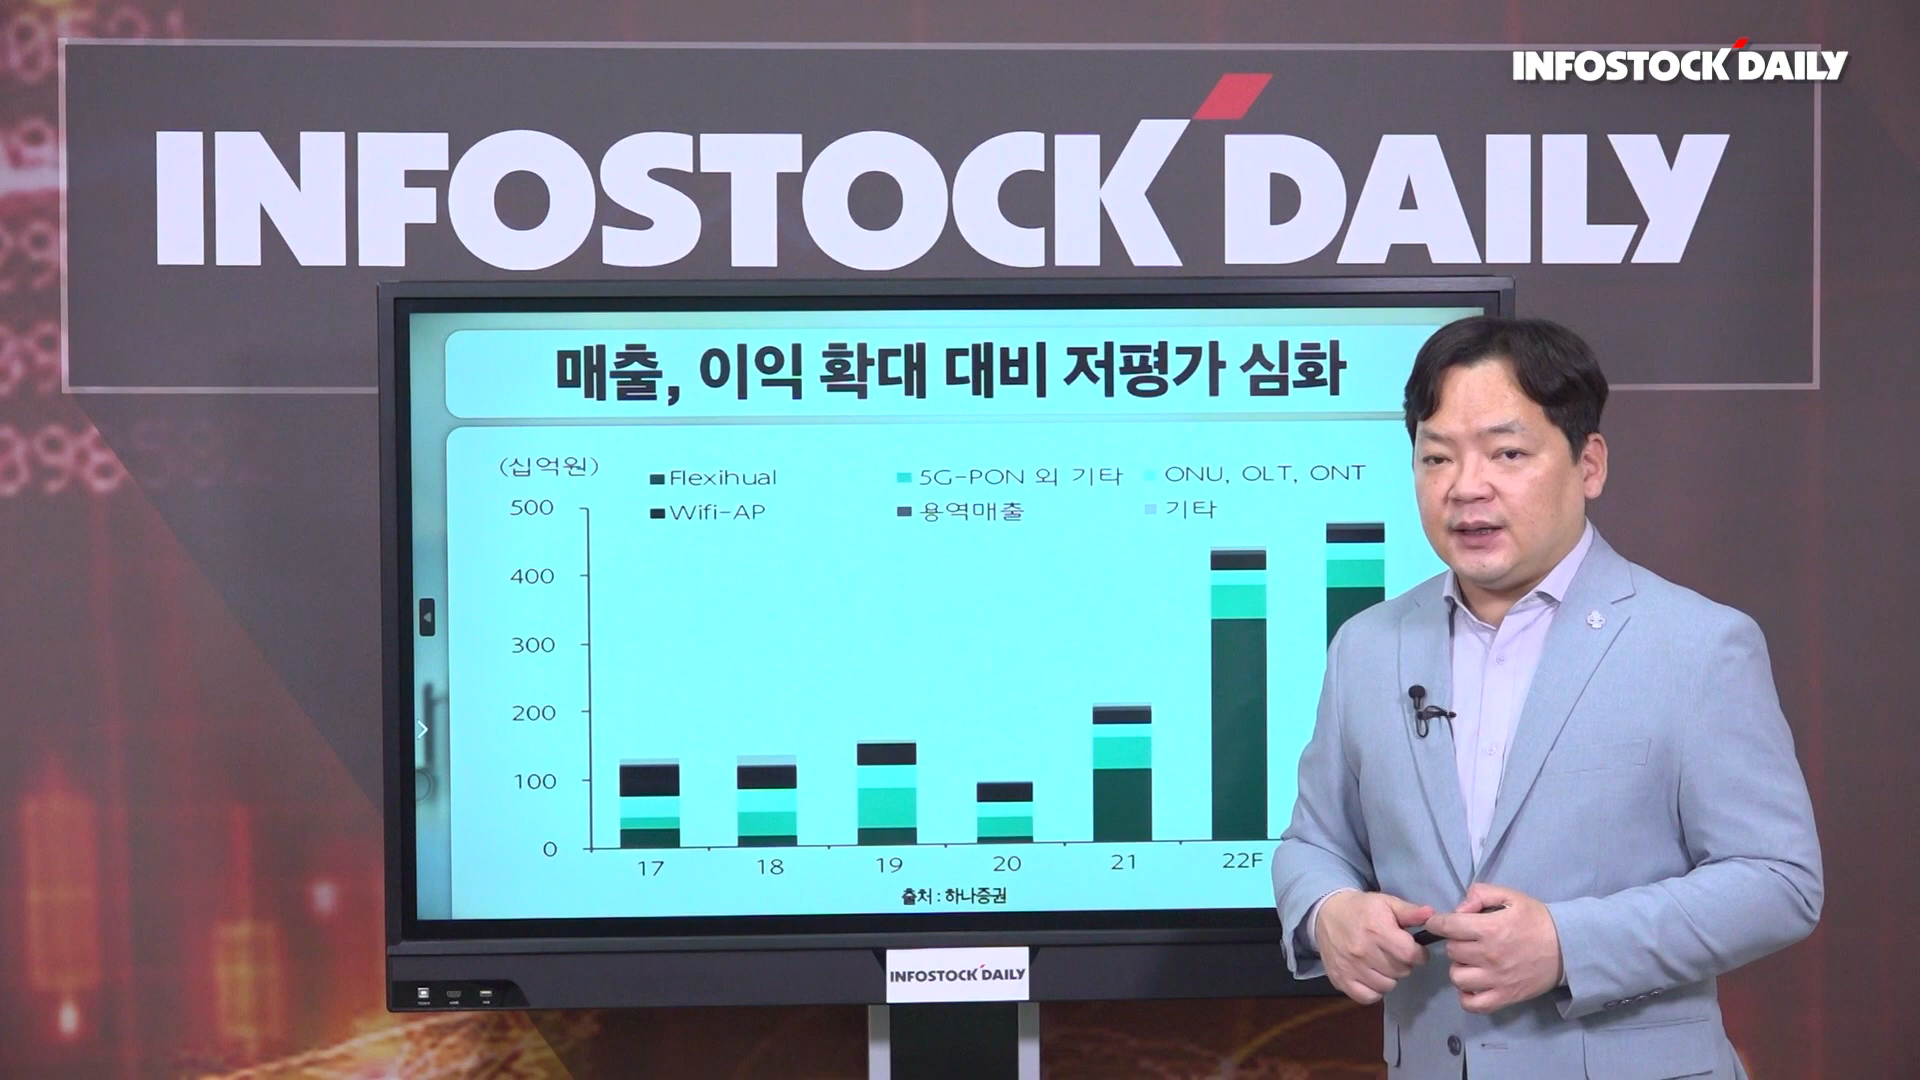 INFOSTOCK DAILY
INFOSTOCK DAILY
매출, 이익 확대 대비 저평가 심화
(십억원)
Flexihual
5G-PON 외 기타
ONU, OLT, ONT
Wifi-AP
용역매출
기타
500
400
300
200
100
0
17
18
19
20
21
22F
출처 : 하나증권
INFOSTOCK DAILY